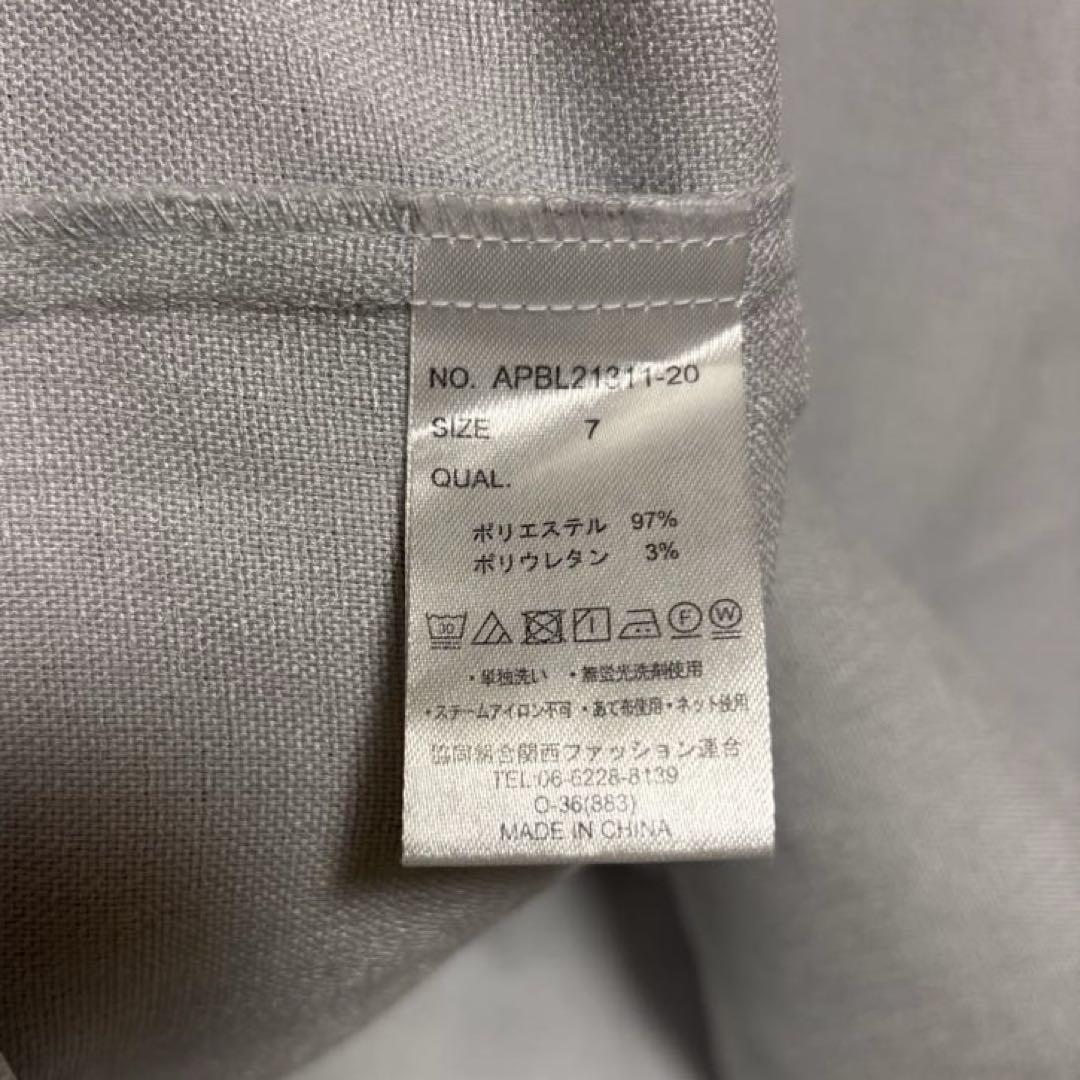 NO. APBL21311-20
SIZE 7
QUAL.
ポリエステル 97%
ポリウレタン 3%
30 F W
・単独洗い ・無蛍光洗剤使用
・スチームアイロン不可・あて布使用・ネット使用
協同組合関西ファッション連合
TEL:06-6228-8139
O-36(883)
MADE IN CHINA